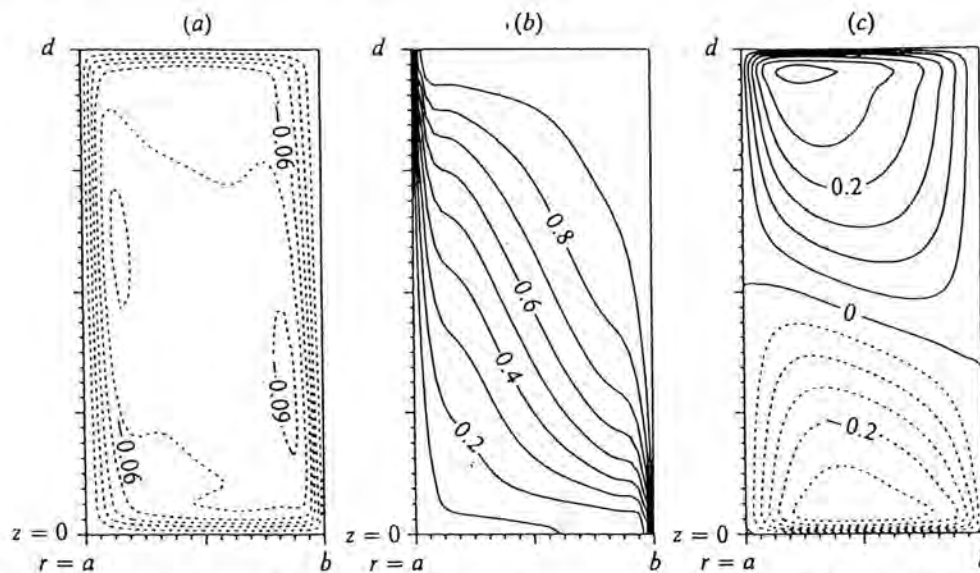 (a)
(b)
(c)
d
d
d
−0.06
−0.09
−0.06
0.8
0.6
0.4
0.2
0.2
0
−0.2
z = 0
z = 0
z = 0
r = a
b
r = a
b
r = a